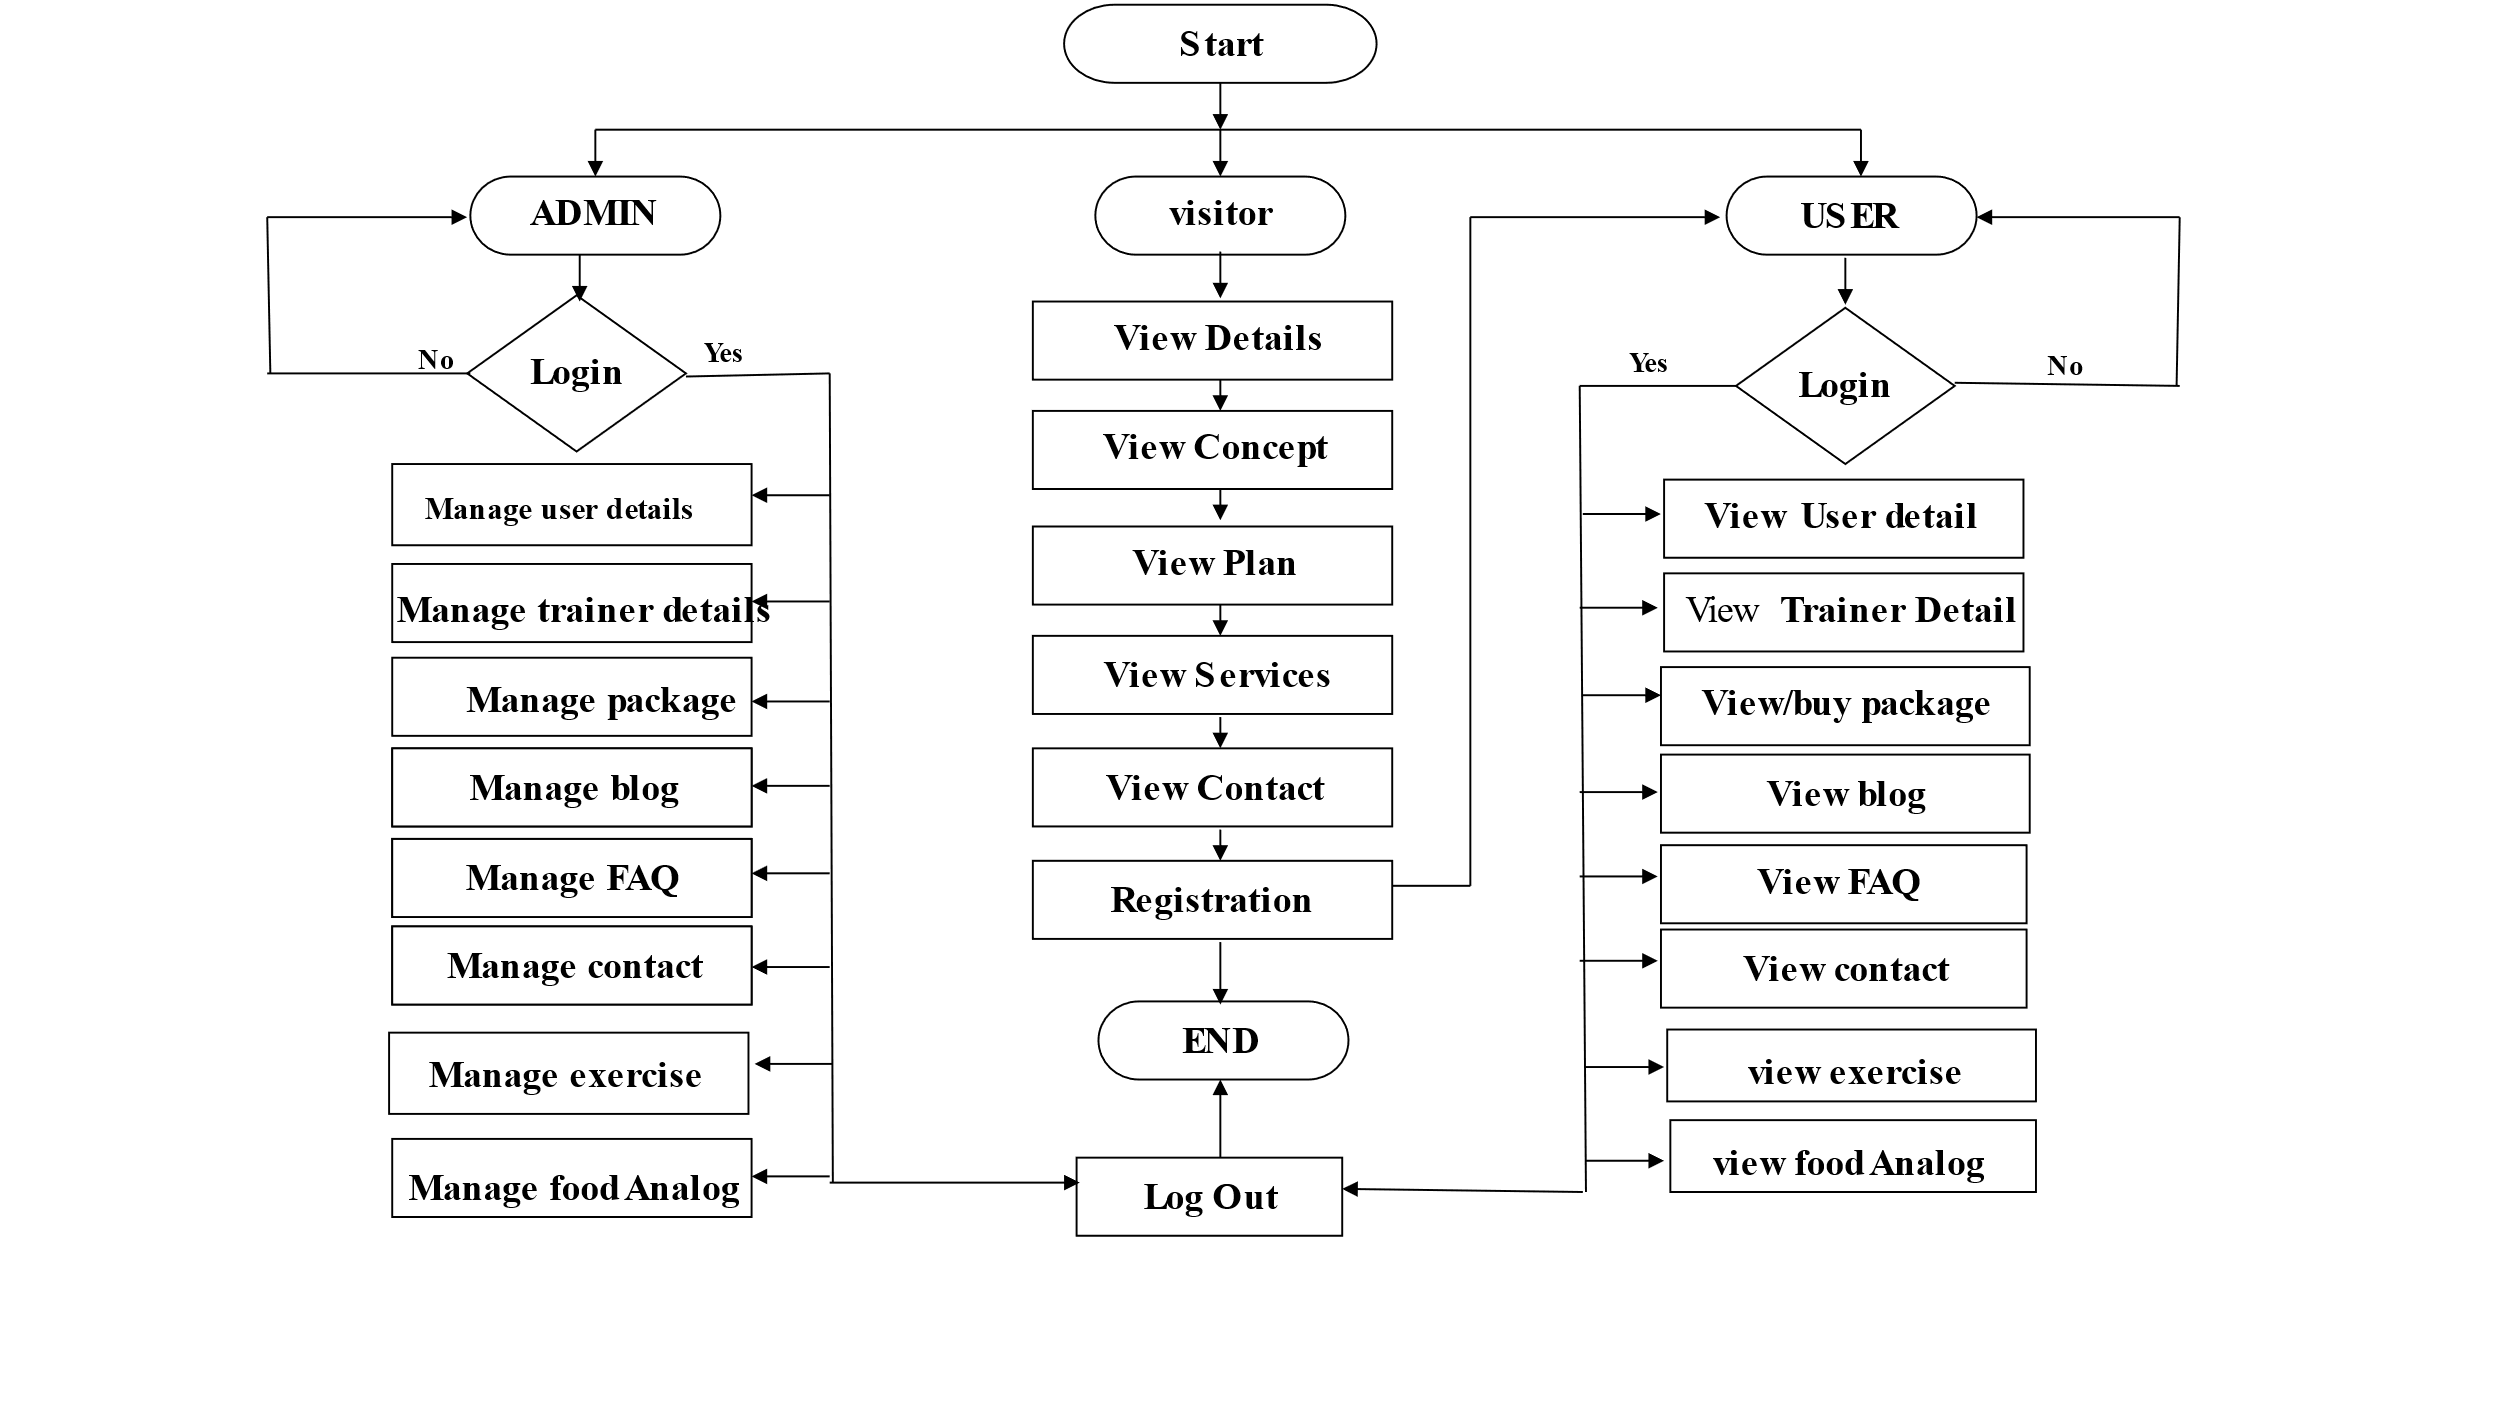 Start
ADMIN
visitor
USER
No
Login
Yes
Manage user details
Manage trainer details
Manage package
Manage blog
Manage FAQ
Manage contact
Manage exercise
Manage food Analog
View Details
View Concept
View Plan
View Services
View Contact
Registration
END
Log Out
Yes
Login
No
View User detail
View Trainer Detail
View/buy package
View blog
View FAQ
View contact
view exercise
view food Analog